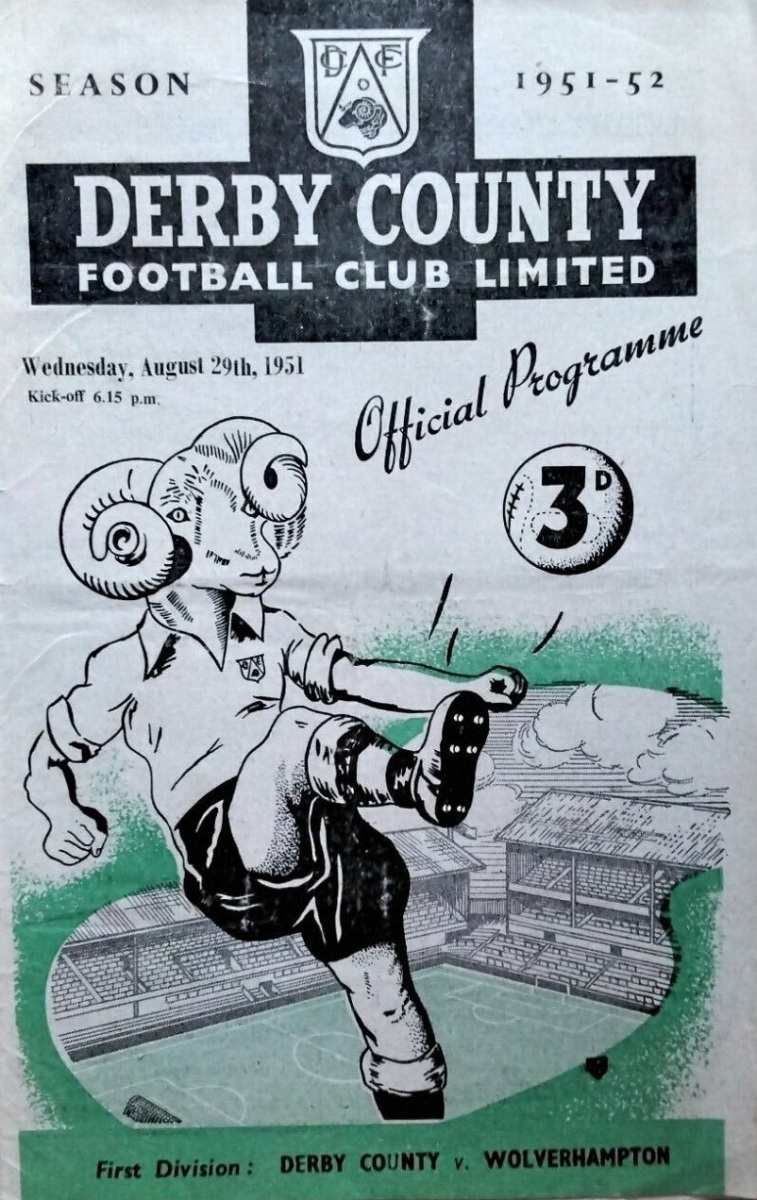 SEASON
1951-52
DCFC
DERBY COUNTY
FOOTBALL CLUB LIMITED
Wednesday, August 29th, 1951
Kick-off 6.15 p.m.
Official Programme
3D
First Division: DERBY COUNTY v. WOLVERHAMPTON